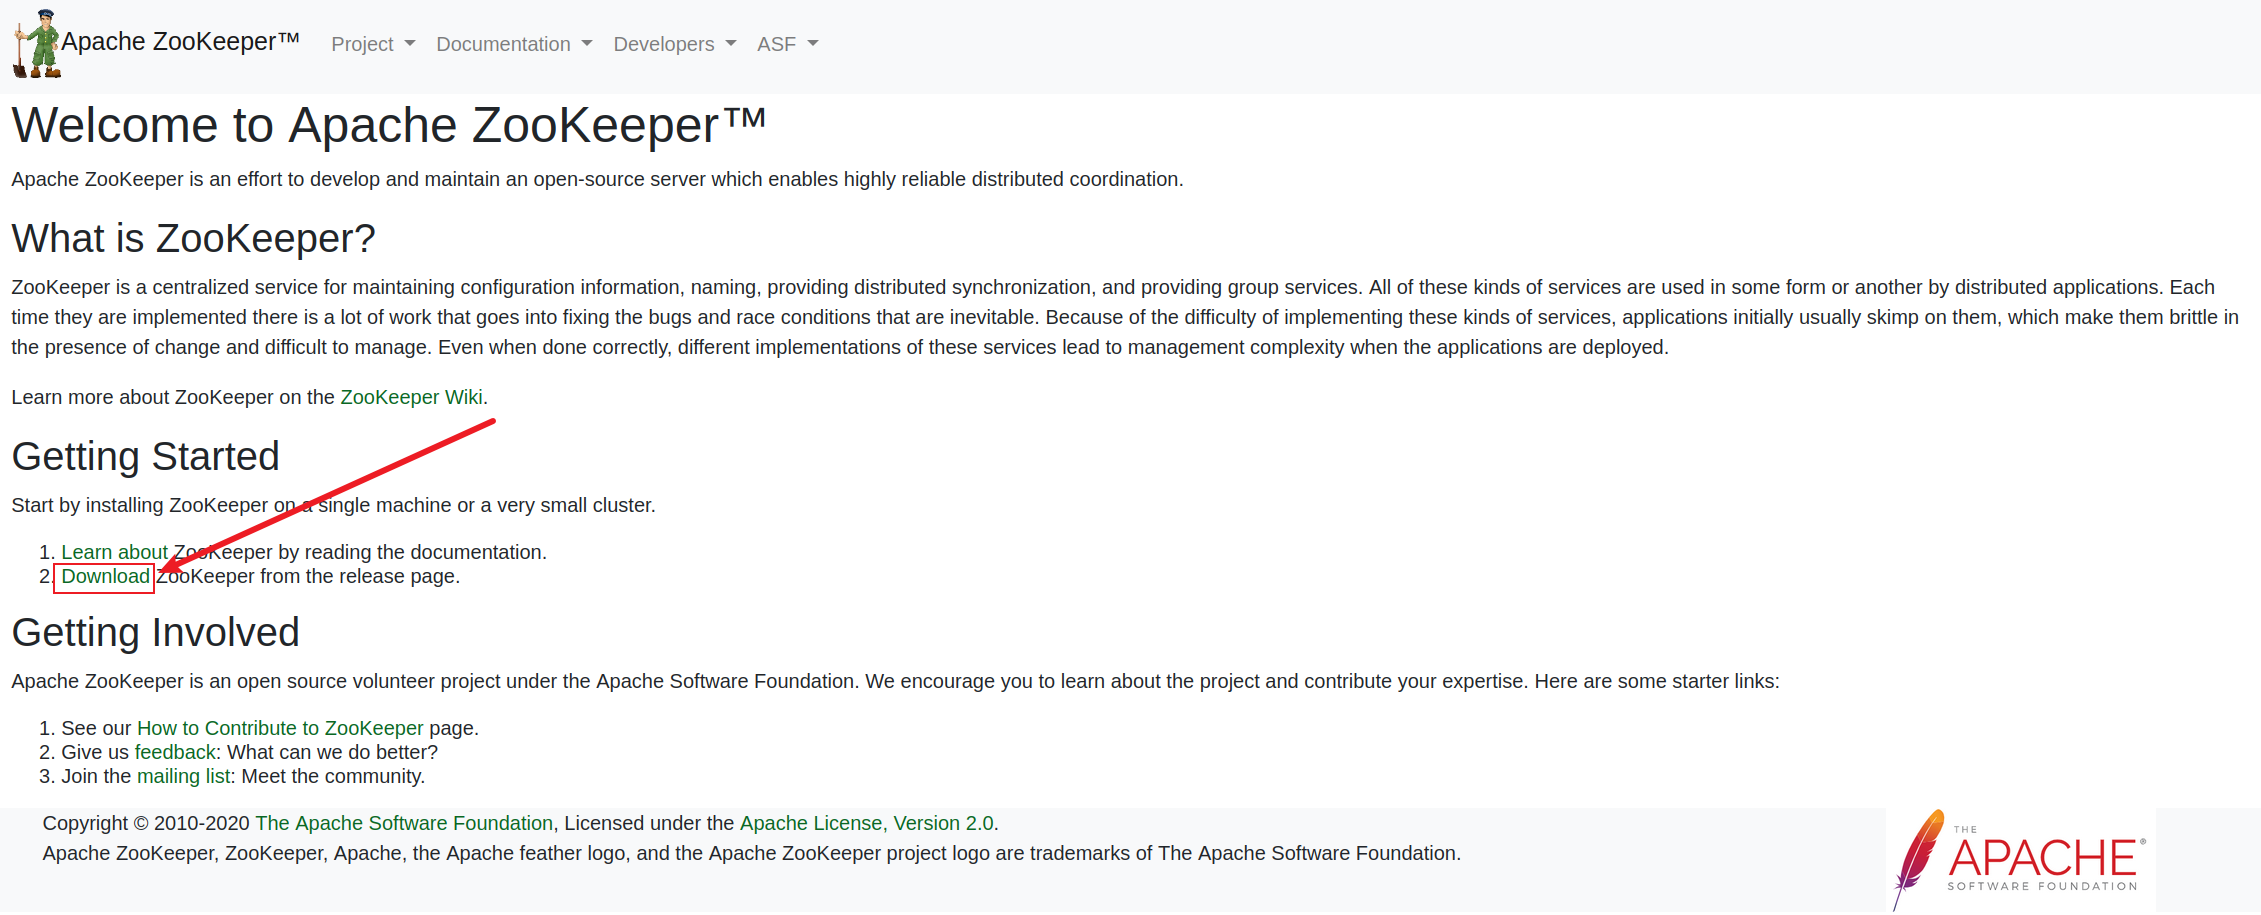 Apache ZooKeeper™ Project Documentation Developers ASF
Welcome to Apache ZooKeeper™
Apache ZooKeeper is an effort to develop and maintain an open-source server which enables highly reliable distributed coordination.
What is ZooKeeper?
ZooKeeper is a centralized service for maintaining configuration information, naming, providing distributed synchronization, and providing group services. All of these kinds of services are used in some form or another by distributed applications. Each
time they are implemented there is a lot of work that goes into fixing the bugs and race conditions that are inevitable. Because of the difficulty of implementing these kinds of services, applications initially usually skimp on them, which make them brittle in
the presence of change and difficult to manage. Even when done correctly, different implementations of these services lead to management complexity when the applications are deployed.
Learn more about ZooKeeper on the ZooKeeper Wiki.
Getting Started
Start by installing ZooKeeper on a single machine or a very small cluster.
1. Learn about ZooKeeper by reading the documentation.
2. Download ZooKeeper from the release page.
Getting Involved
Apache ZooKeeper is an open source volunteer project under the Apache Software Foundation. We encourage you to learn about the project and contribute your expertise. Here are some starter links:
1. See our How to Contribute to ZooKeeper page.
2. Give us feedback: What can we do better?
3. Join the mailing list: Meet the community.
Copyright © 2010-2020 The Apache Software Foundation, Licensed under the Apache License, Version 2.0.
Apache ZooKeeper, ZooKeeper, Apache, the Apache feather logo, and the Apache ZooKeeper project logo are trademarks of The Apache Software Foundation.
THE
APACHE®
SOFTWARE FOUNDATION